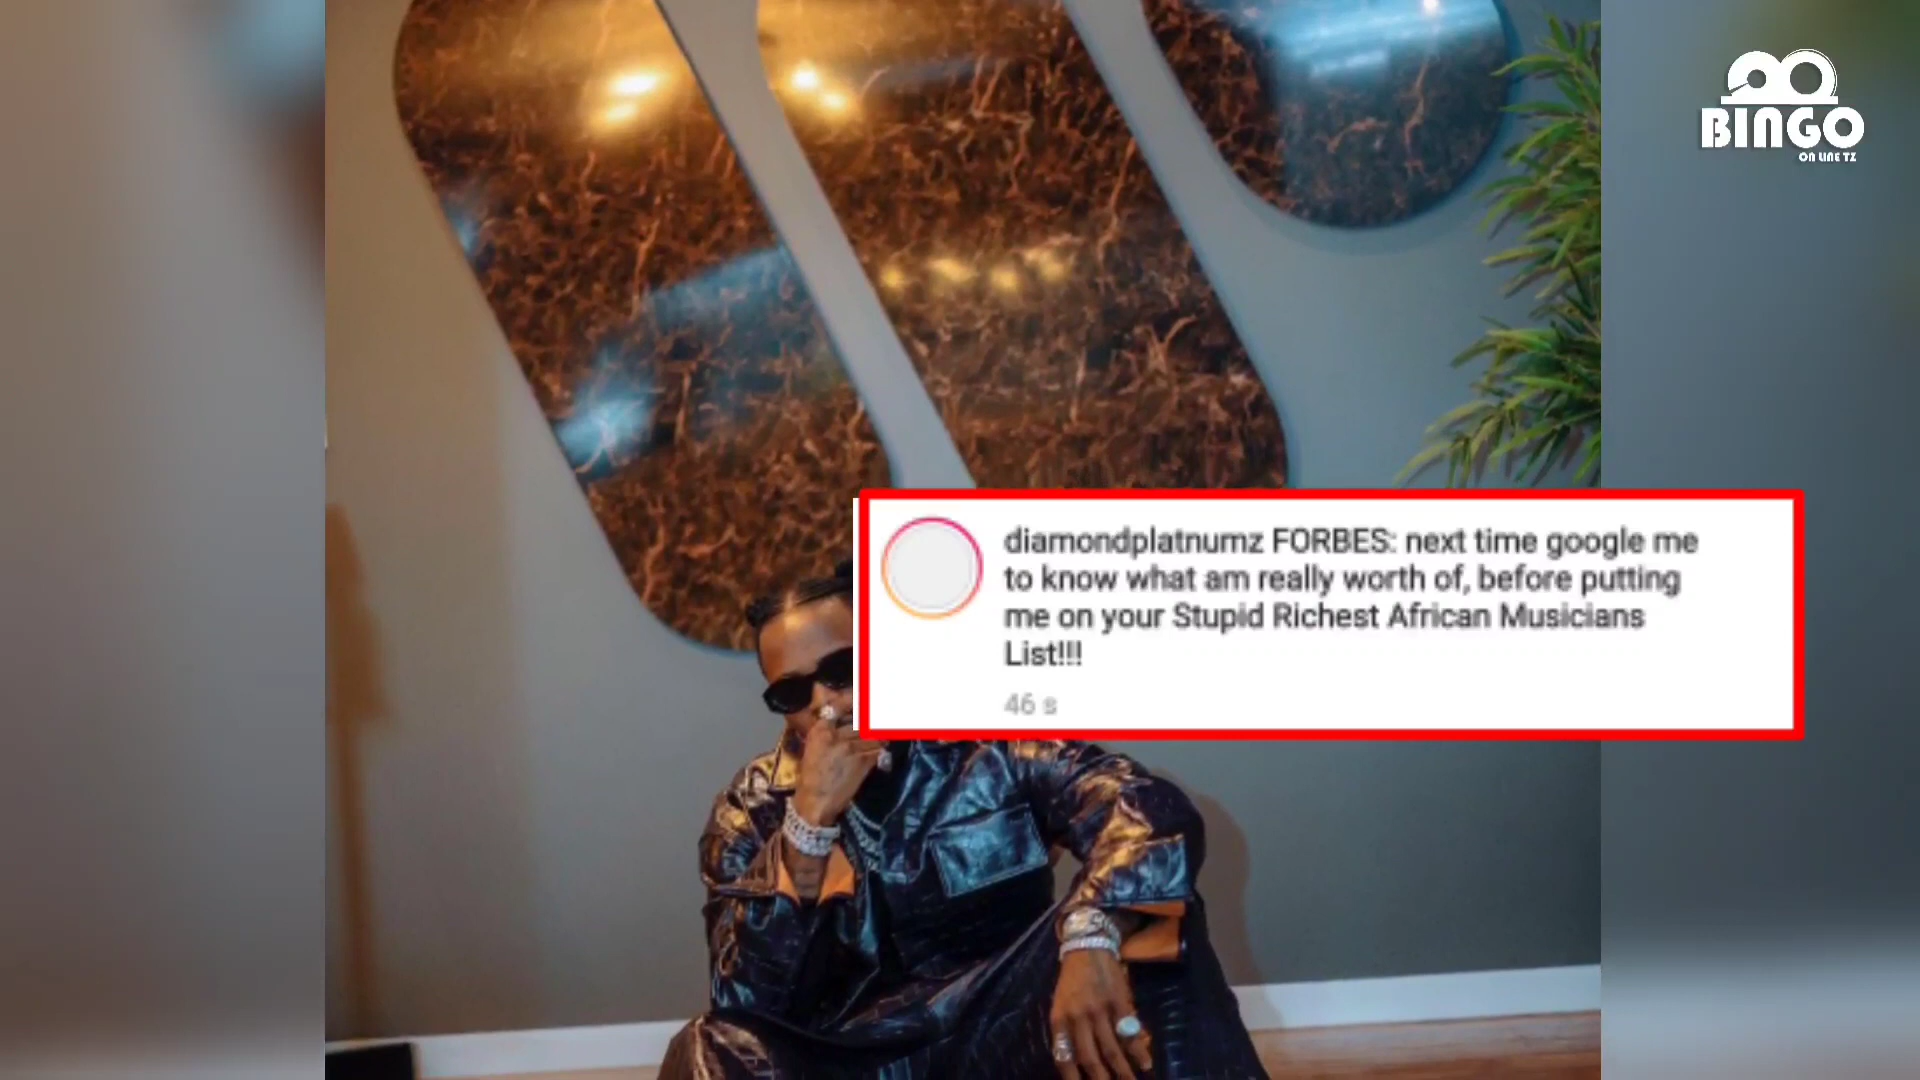 BINGO
ON LINE TZ
diamondplatnumz FORBES: next time google me
to know what am really worth of, before putting
me on your Stupid Richest African Musicians
List!!!
46 s